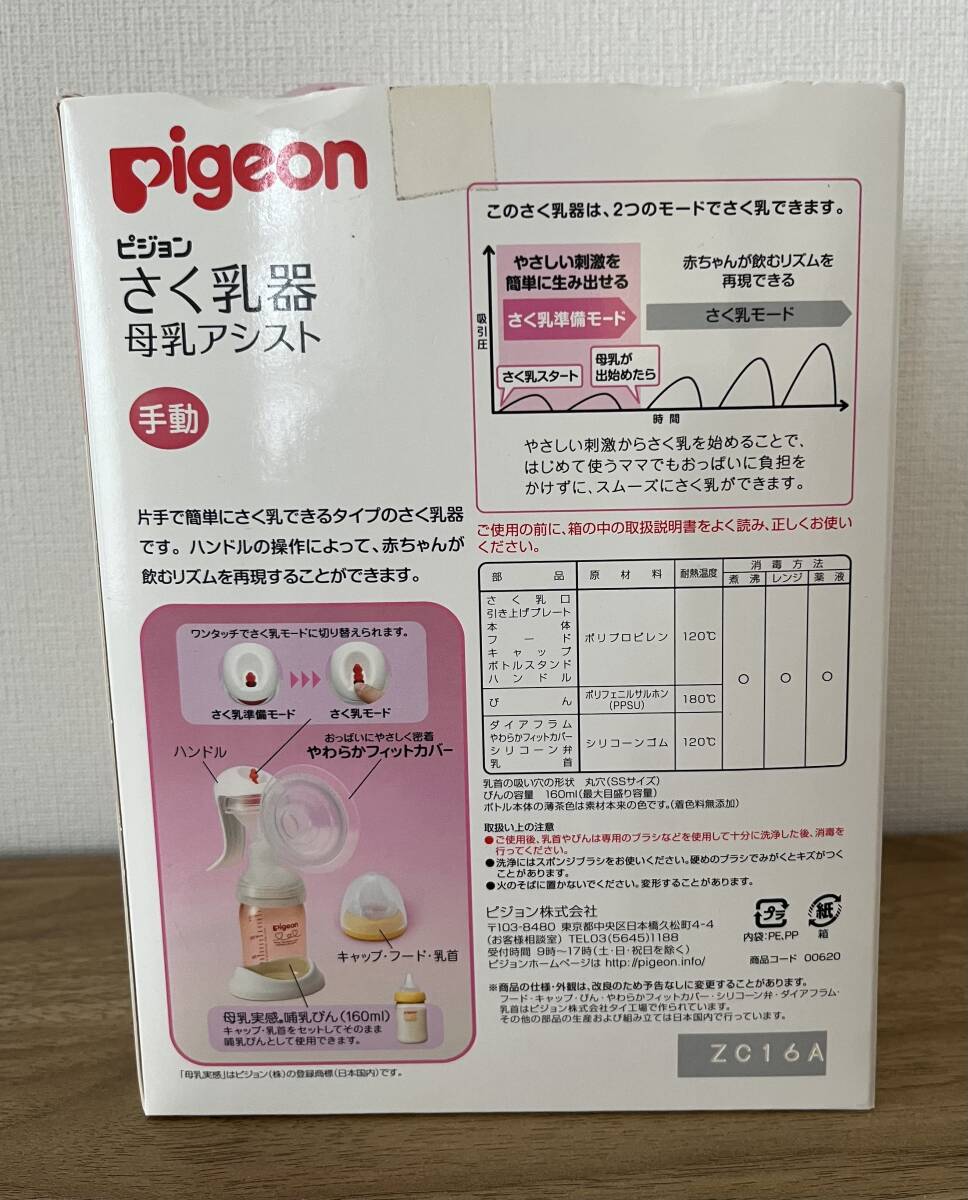 pigeon
ピジョン
さく乳器
母乳アシスト
手動
片手で簡単にさく乳できるタイプのさく乳器
です。ハンドルの操作によって、赤ちゃんが
飲むリズムを再現することができます。
ワンタッチでさく乳モードに切り替えられます。
さく乳準備モード
さく乳モード
おっぱいにやさしく密着
ハンドル
やわらかフィットカバー
pigeon
キャップ・フード・乳首
母乳実感®哺乳びん(160ml)
キャップ・乳首をセットしてそのまま
哺乳びんとして使用できます。
「母乳実感」はピジョン(株)の登録商標(日本国内)です。
このさく乳器は、2つのモードでさく乳できます。
やさしい刺激を
簡単に生み出せる
赤ちゃんが飲むリズムを
再現できる
さく乳準備モード
さく乳モード
吸引圧
さく乳スタート
母乳が
出始めたら
時間
やさしい刺激からさく乳を始めることで、
はじめて使うママでもおっぱいに負担を
かけずに、スムーズにさく乳ができます。
ご使用の前に、箱の中の取扱説明書をよく読み、正しくお使い
ください。
部品 原材料 耐熱温度 消毒方法
煮沸 レンジ 薬液
さく乳口
引き上げプレート
本体
フード
キャップ
ボトルスタンド
ハンドル
ポリプロピレン 120℃
びん ポリフェニルサルホン(PPSU) 180℃
○ ○ ○
ダイアフラム
やわらかフィットカバー
シリコーン弁
乳首
シリコーンゴム 120℃
乳首の吸い穴の形状 丸穴(SSサイズ)
びんの容量 160ml(最大目盛り容量)
ボトル本体の薄茶色は素材本来の色です。(着色料無添加)
取扱い上の注意
●ご使用後、乳首やびんは専用のブラシなどを使用して十分に洗浄した後、消毒を
行ってください。
●洗浄にはスポンジブラシをお使いください。硬めのブラシでみがくとキズがつく
ことがあります。
●火のそばに置かないでください。変形することがあります。
ピジョン株式会社
〒103-8480 東京都中央区日本橋久松町4-4
(お客様相談室) TEL03(5645)1188
受付時間 9時〜17時(土・日・祝日を除く)
ピジョンホームページは http://pigeon.info/
プラ
内袋:PE,PP
紙
箱
商品コード 00620
※商品の仕様・外観は、改良のため予告なしに変更することがあります。
フード・キャップ・びん・やわらかフィットカバー・シリコーン弁・ダイアフラム・
乳首はピジョン株式会社タイ工場で作られています。
その他の部品の生産および組み立ては日本国内で行っています。
ZC16A